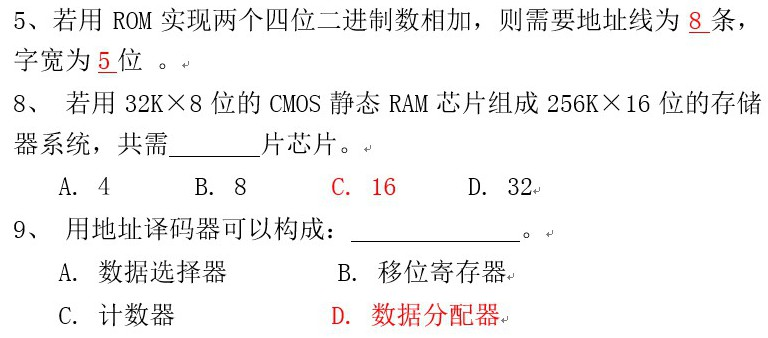 5、若用 ROM 实现两个四位二进制数相加，则需要地址线为 8 条，
字宽为 5 位 。
8、 若用 32K×8 位的 CMOS 静态 RAM 芯片组成 256K×16 位的存储
器系统，共需_______片芯片。
A. 4 B. 8 C. 16 D. 32
9、 用地址译码器可以构成：_____________。
A. 数据选择器 B. 移位寄存器
C. 计数器 D. 数据分配器